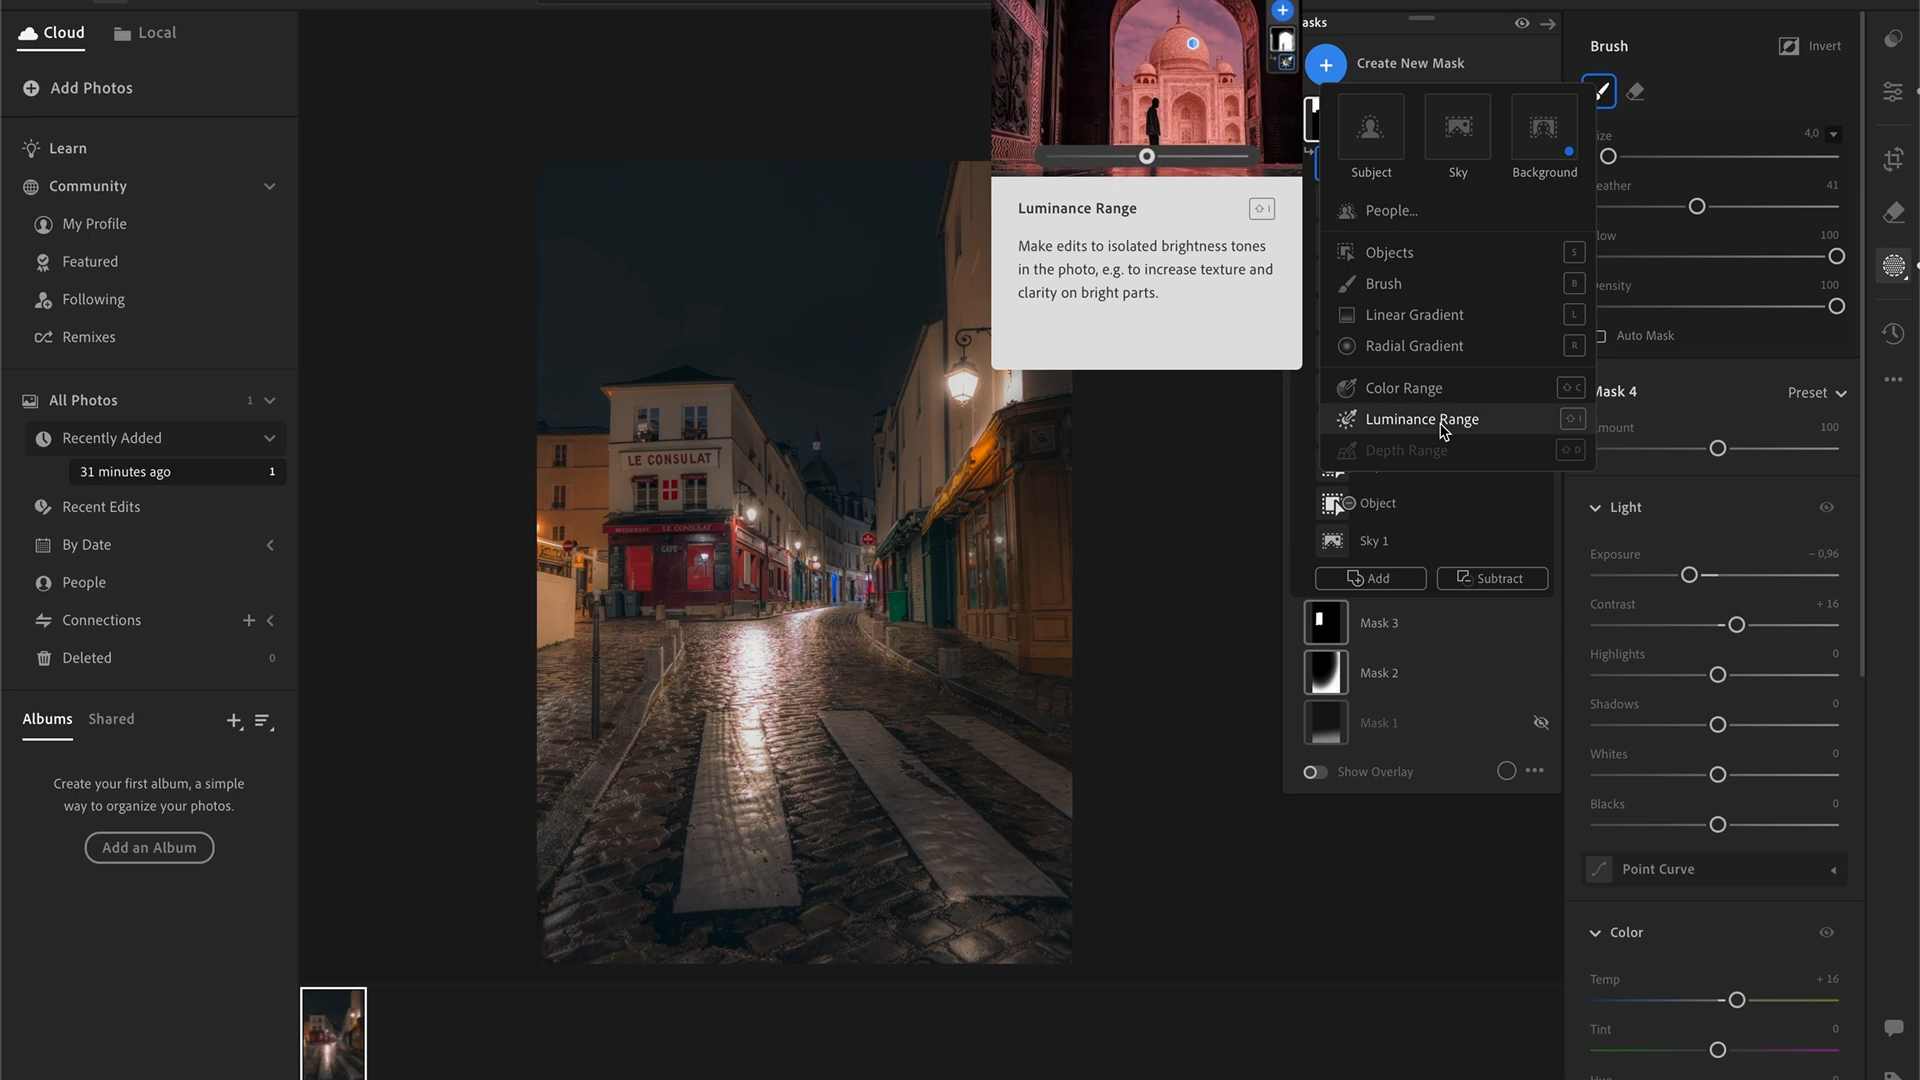 Cloud
Local
Add Photos
Learn
Community
My Profile
Featured
Following
Remixes
All Photos
1
Recently Added
31 minutes ago
1
Recent Edits
By Date
People
Connections
Deleted
0
Albums
Shared
Create your first album, a simple
way to organize your photos.
Add an Album
LE CONSULAT
RESTAURANT LE CONSULAT
CAFE
Luminance Range
I
Make edits to isolated brightness tones
in the photo, e.g. to increase texture and
clarity on bright parts.
asks
Create New Mask
Subject
Sky
Background
People...
Objects
S
Brush
B
Linear Gradient
L
Radial Gradient
R
Color Range
C
Luminance Range
I
Depth Range
D
Object
Sky 1
Add
Subtract
Mask 3
Mask 2
Mask 1
Show Overlay
Brush
Invert
ize
4,0
eather
41
low
100
ensity
100
Auto Mask
Mask 4
Preset
mount
100
Light
Exposure
– 0,96
Contrast
+ 16
Highlights
0
Shadows
0
Whites
0
Blacks
0
Point Curve
Color
Temp
+ 16
Tint
0